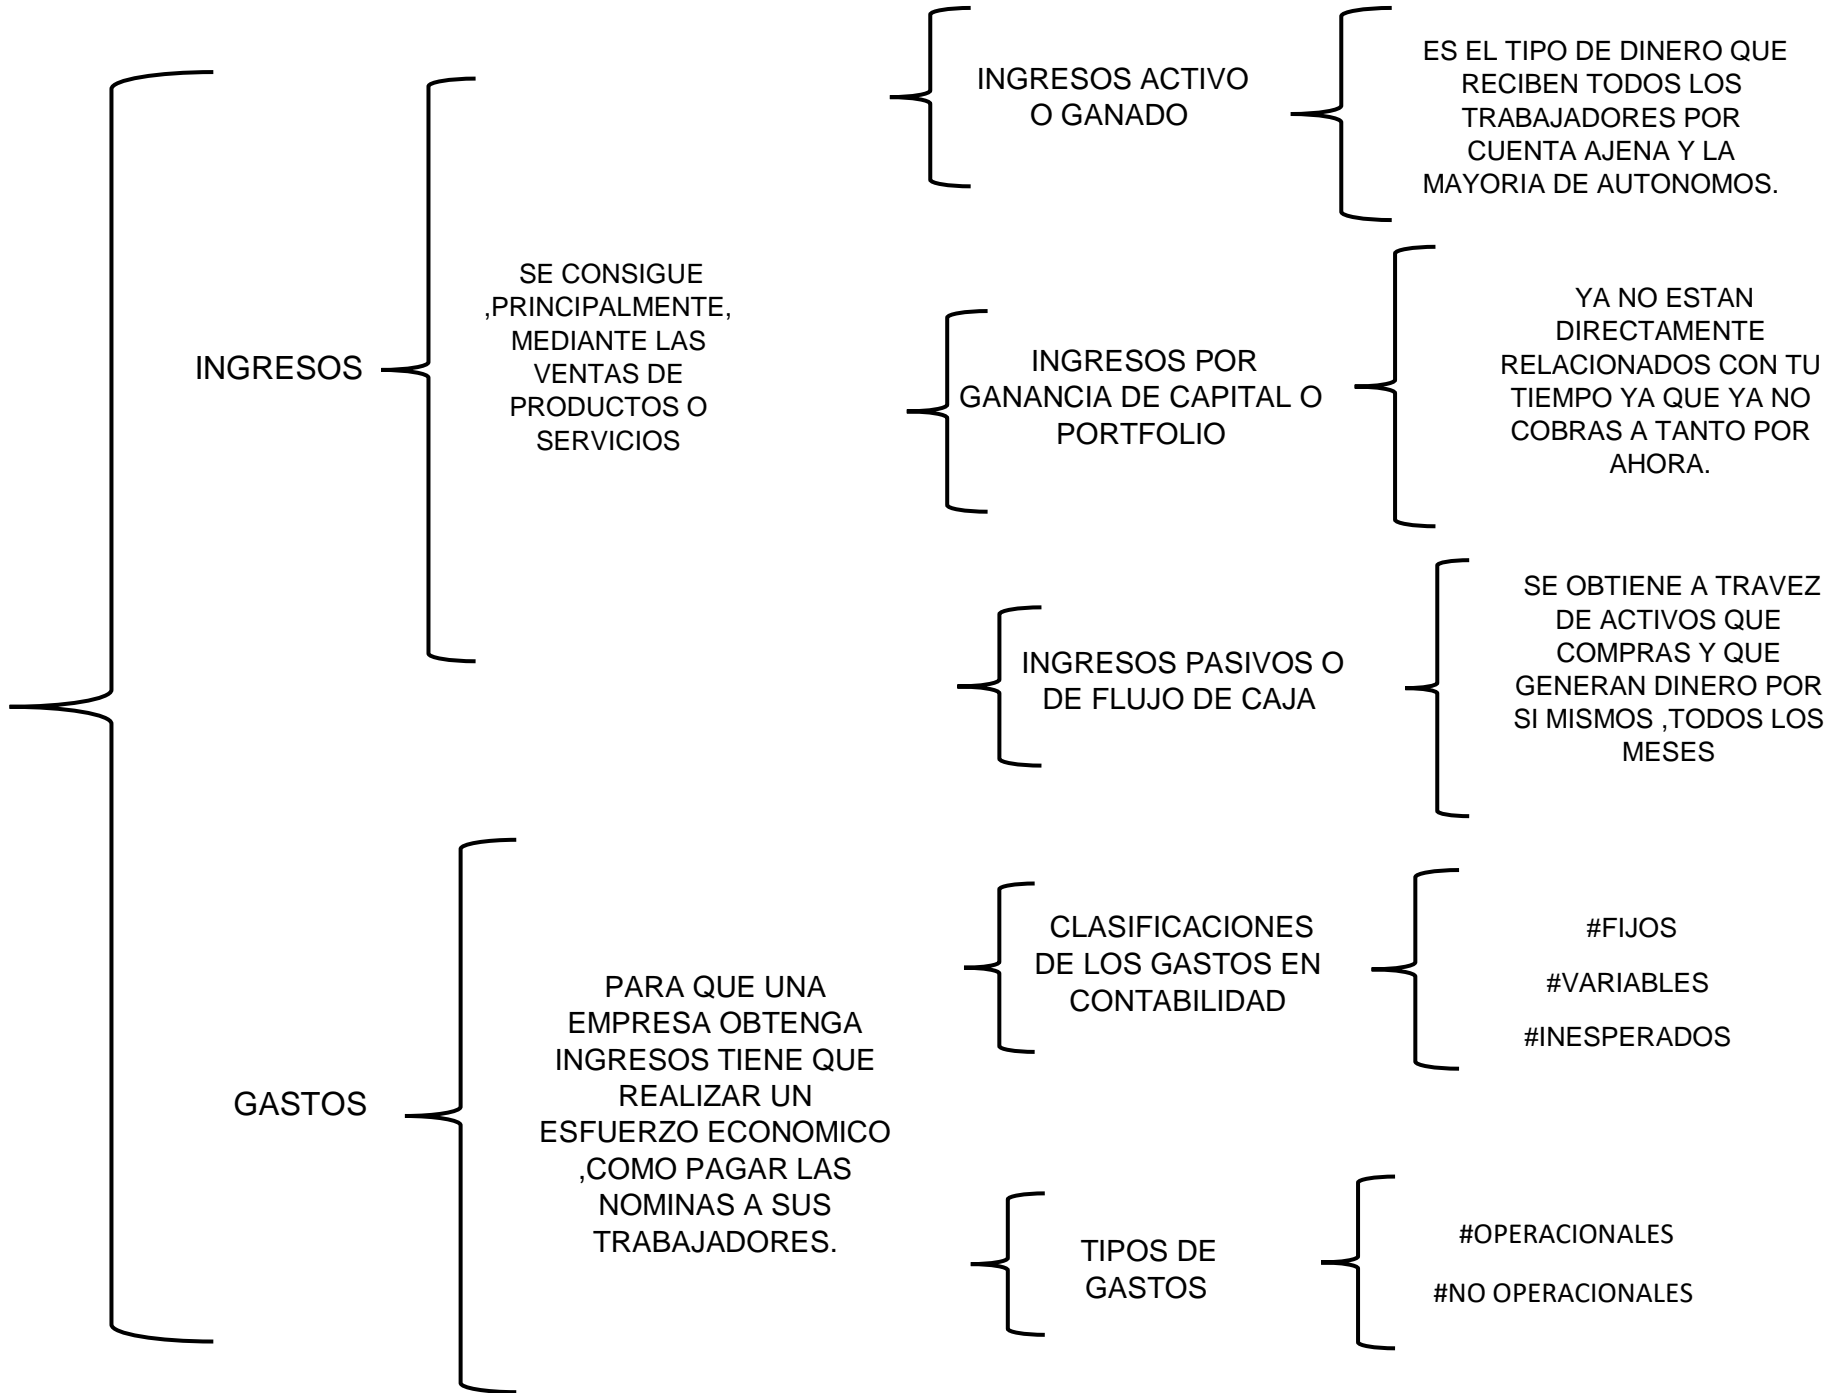 INGRESOS
SE CONSIGUE
,PRINCIPALMENTE,
MEDIANTE LAS
VENTAS DE
PRODUCTOS O
SERVICIOS
INGRESOS ACTIVO
O GANADO
ES EL TIPO DE DINERO QUE
RECIBEN TODOS LOS
TRABAJADORES POR
CUENTA AJENA Y LA
MAYORIA DE AUTONOMOS.
INGRESOS POR
GANANCIA DE CAPITAL O
PORTFOLIO
YA NO ESTAN
DIRECTAMENTE
RELACIONADOS CON TU
TIEMPO YA QUE YA NO
COBRAS A TANTO POR
AHORA.
INGRESOS PASIVOS O
DE FLUJO DE CAJA
SE OBTIENE A TRAVEZ
DE ACTIVOS QUE
COMPRAS Y QUE
GENERAN DINERO POR
SI MISMOS ,TODOS LOS
MESES
GASTOS
PARA QUE UNA
EMPRESA OBTENGA
INGRESOS TIENE QUE
REALIZAR UN
ESFUERZO ECONOMICO
,COMO PAGAR LAS
NOMINAS A SUS
TRABAJADORES.
CLASIFICACIONES
DE LOS GASTOS EN
CONTABILIDAD
#FIJOS
#VARIABLES
#INESPERADOS
TIPOS DE
GASTOS
#OPERACIONALES
#NO OPERACIONALES